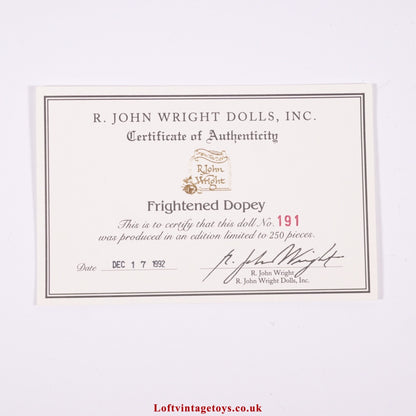 R. JOHN WRIGHT DOLLS, INC.
Certificate of Authenticity
R. John
Wright
Frightened Dopey
This is to certify that this doll No. 191
was produced in an edition limited to 250 pieces.
Date DEC 17 1992
R. John Wright
R. John Wright
R. John Wright Dolls, Inc.
Loftvintagetoys.co.uk